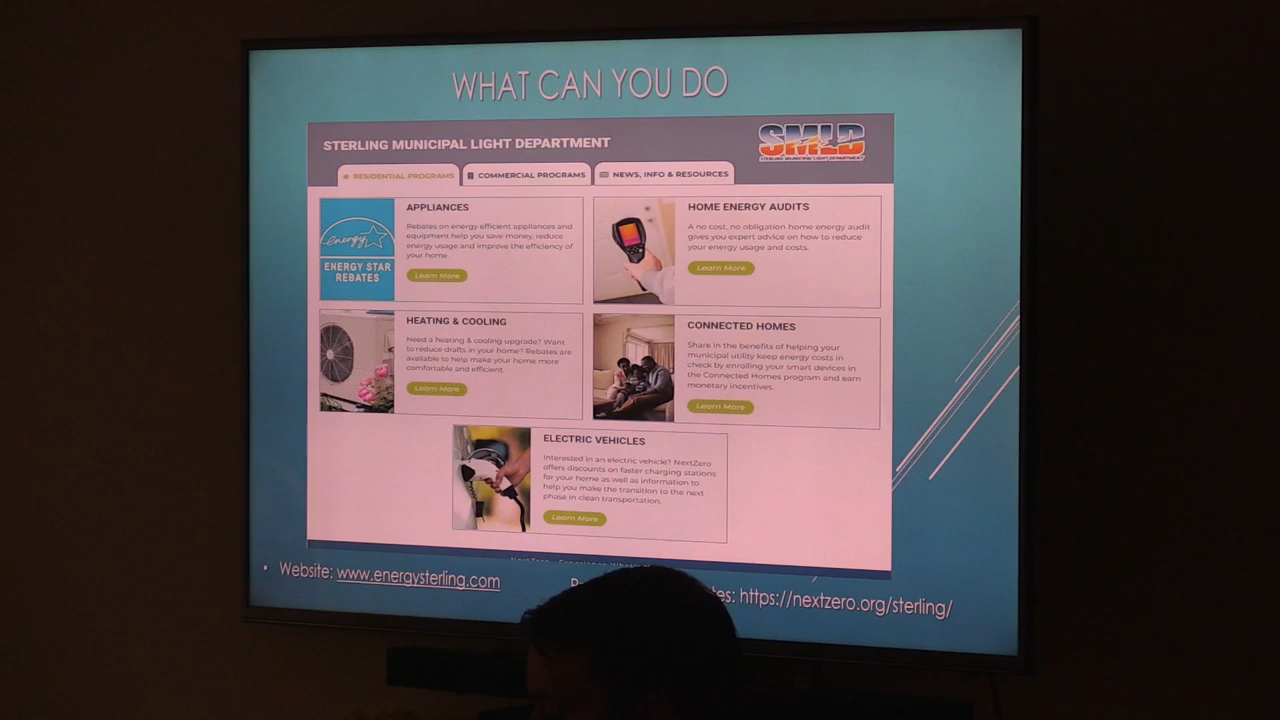 WHAT CAN YOU DO
STERLING MUNICIPAL LIGHT DEPARTMENT
SMLD
STERLING MUNICIPAL LIGHT DEPARTMENT
RESIDENTIAL PROGRAMS
COMMERCIAL PROGRAMS
NEWS, INFO & RESOURCES
energy
ENERGY STAR
REBATES
APPLIANCES
Rebates on energy efficient appliances and
equipment help you save money, reduce
energy usage and improve the efficiency of
your home.
Learn More
HOME ENERGY AUDITS
A no cost, no obligation home energy audit
gives you expert advice on how to reduce
your energy usage and costs.
Learn More
HEATING & COOLING
Need a heating & cooling upgrade? Want
to reduce drafts in your home? Rebates are
available to help make your home more
comfortable and efficient.
Learn More
CONNECTED HOMES
Share in the benefits of helping your
municipal utility keep energy costs in
check by enrolling your smart devices in
the Connected Homes program and earn
monetary incentives.
Learn More
ELECTRIC VEHICLES
Interested in an electric vehicle? NextZero
offers discounts on faster charging stations
for your home as well as information to
help you make the transition to the next
phase in clean transportation.
Learn More
• Website: www.energysterling.com
https://nextzero.org/sterling/